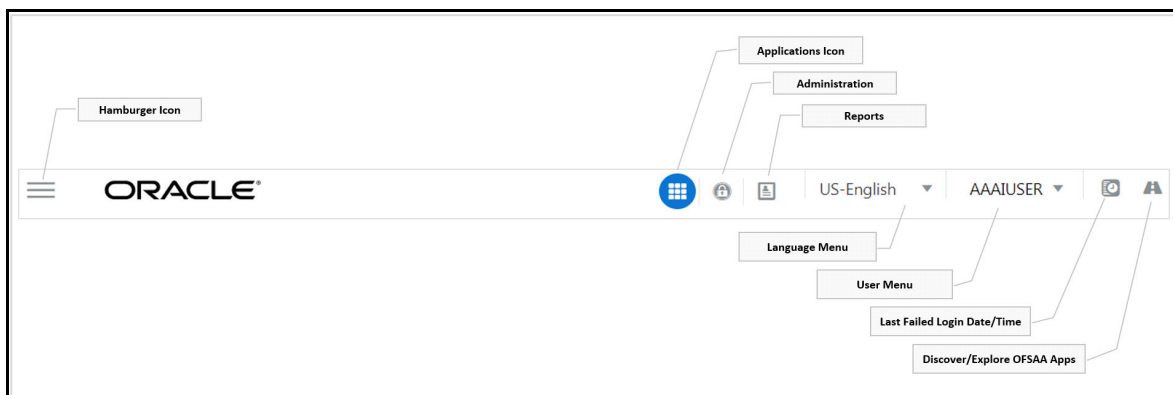 Applications Icon
Administration
Hamburger Icon
Reports
ORACLE®
US-English
AAAIUSER
Language Menu
User Menu
Last Failed Login Date/Time
Discover/Explore OFSAA Apps